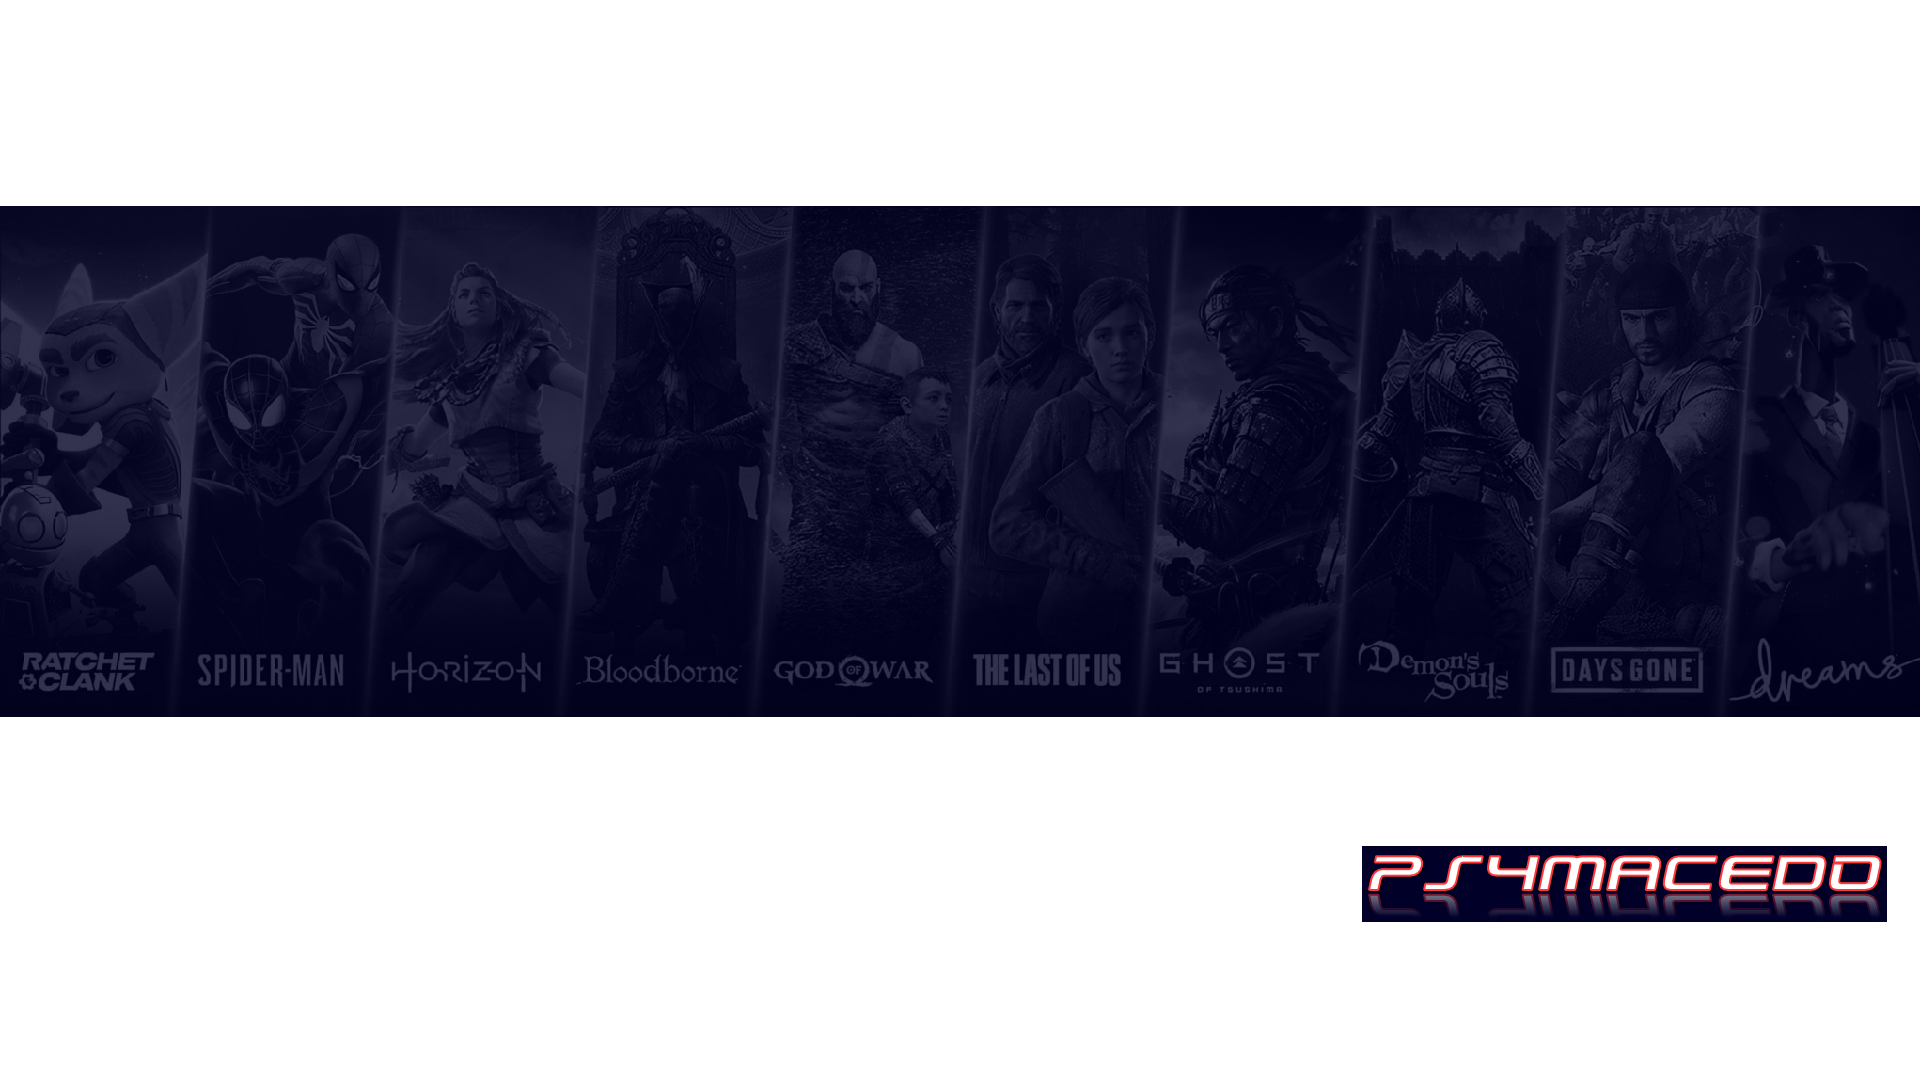 RATCHET
&CLANK
SPIDER-MAN
HORIZON
Bloodborne
GOD OF WAR
THE LAST OF US
GHOST
OF TSUSHIMA
Demon's
Souls
DAYS GONE
dreams
PS4MACEDO